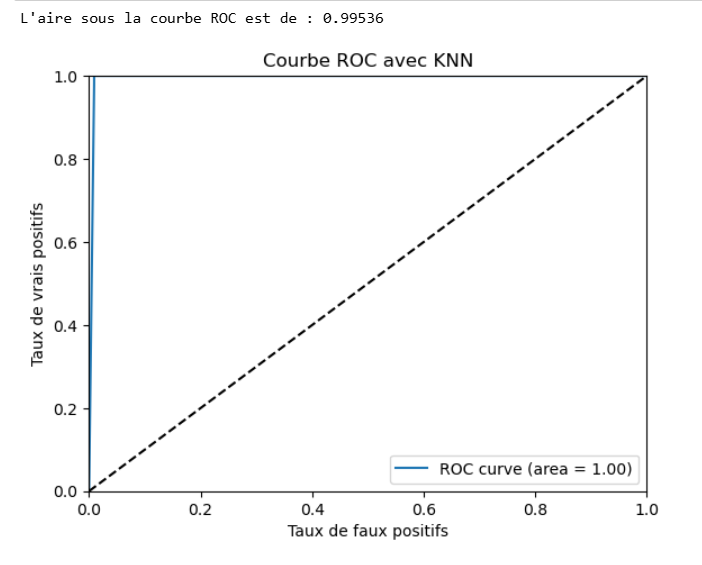 L'aire sous la courbe ROC est de : 0.99536
Courbe ROC avec KNN
1.0
0.8
0.6
0.4
0.2
0.0
Taux de vrais positifs
ROC curve (area = 1.00)
0.0 0.2 0.4 0.6 0.8 1.0
Taux de faux positifs